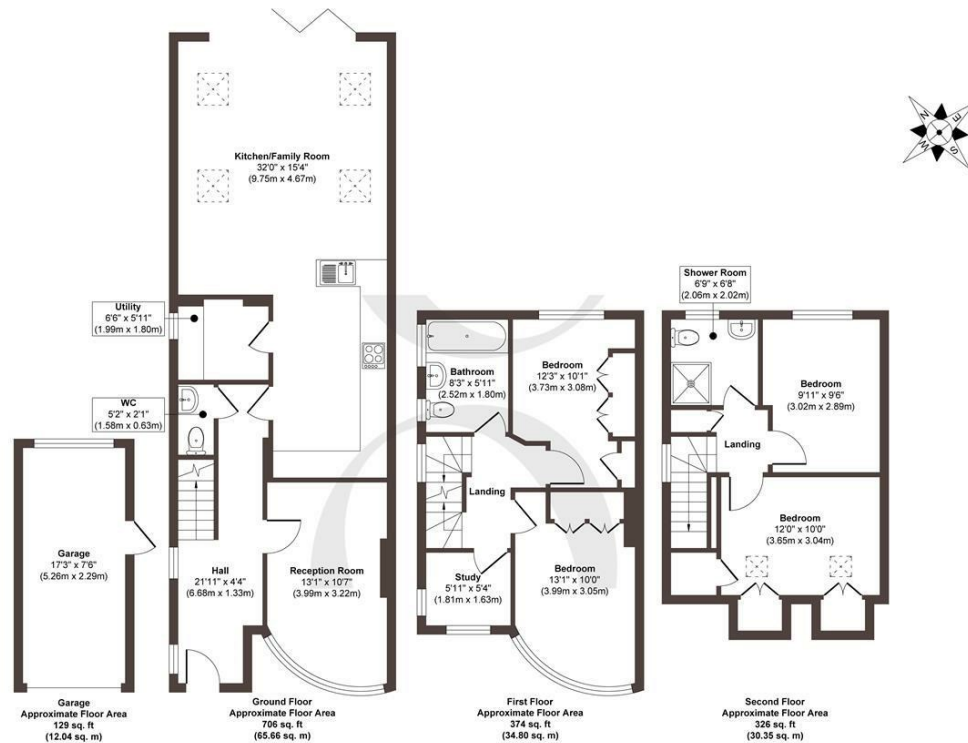 Kitchen/Family Room
32'0" x 15'4"
(9.75m x 4.67m)
N
E
S
W
Utility
6'6" x 5'11"
(1.99m x 1.80m)
WC
5'2" x 2'1"
(1.58m x 0.63m)
Garage
17'3" x 7'6"
(5.26m x 2.29m)
Hall
21'11" x 4'4"
(6.68m x 1.33m)
Reception Room
13'1" x 10'7"
(3.99m x 3.22m)
Bathroom
8'3" x 5'11"
(2.52m x 1.80m)
Bedroom
12'3" x 10'1"
(3.73m x 3.08m)
Landing
Study
5'11" x 5'4"
(1.81m x 1.63m)
Bedroom
13'1" x 10'0"
(3.99m x 3.05m)
Shower Room
6'9" x 6'8"
(2.06m x 2.02m)
Bedroom
9'11" x 9'6"
(3.02m x 2.89m)
Landing
Bedroom
12'0" x 10'0"
(3.65m x 3.04m)
Garage
Approximate Floor Area
129 sq. ft
(12.04 sq. m)
Ground Floor
Approximate Floor Area
706 sq. ft
(65.66 sq. m)
First Floor
Approximate Floor Area
374 sq. ft
(34.80 sq. m)
Second Floor
Approximate Floor Area
326 sq. ft
(30.35 sq. m)